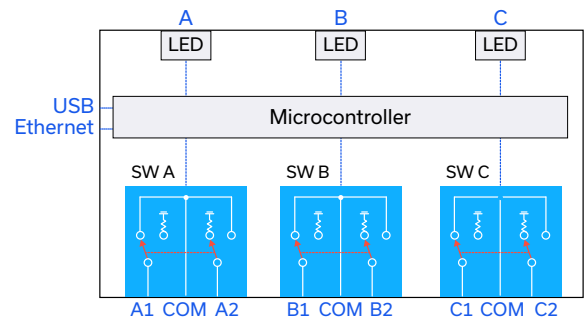 A B C
LED LED LED
USB
Ethernet
Microcontroller
SW A SW B SW C
A1 COM A2 B1 COM B2 C1 COM C2